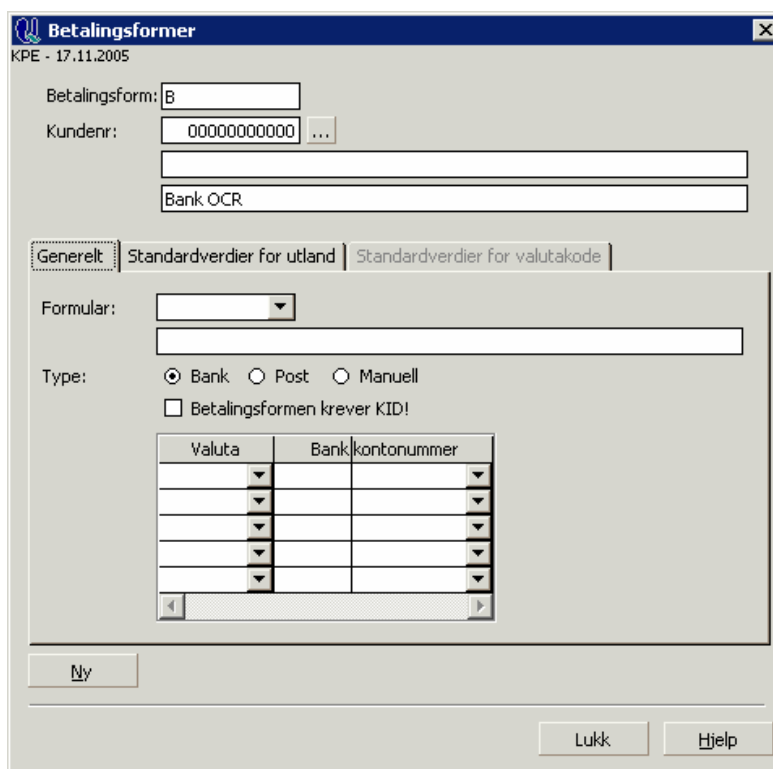 Betalingsformer
KPE - 17.11.2005
Betalingsform: B
Kundenr: 00000000000 ...
Bank OCR
Generelt Standardverdier for utland Standardverdier for valutakode
Formular:
Type: Bank Post Manuell
Betalingsformen krever KID!
Valuta Bank kontonummer
Ny
Lukk Hjelp